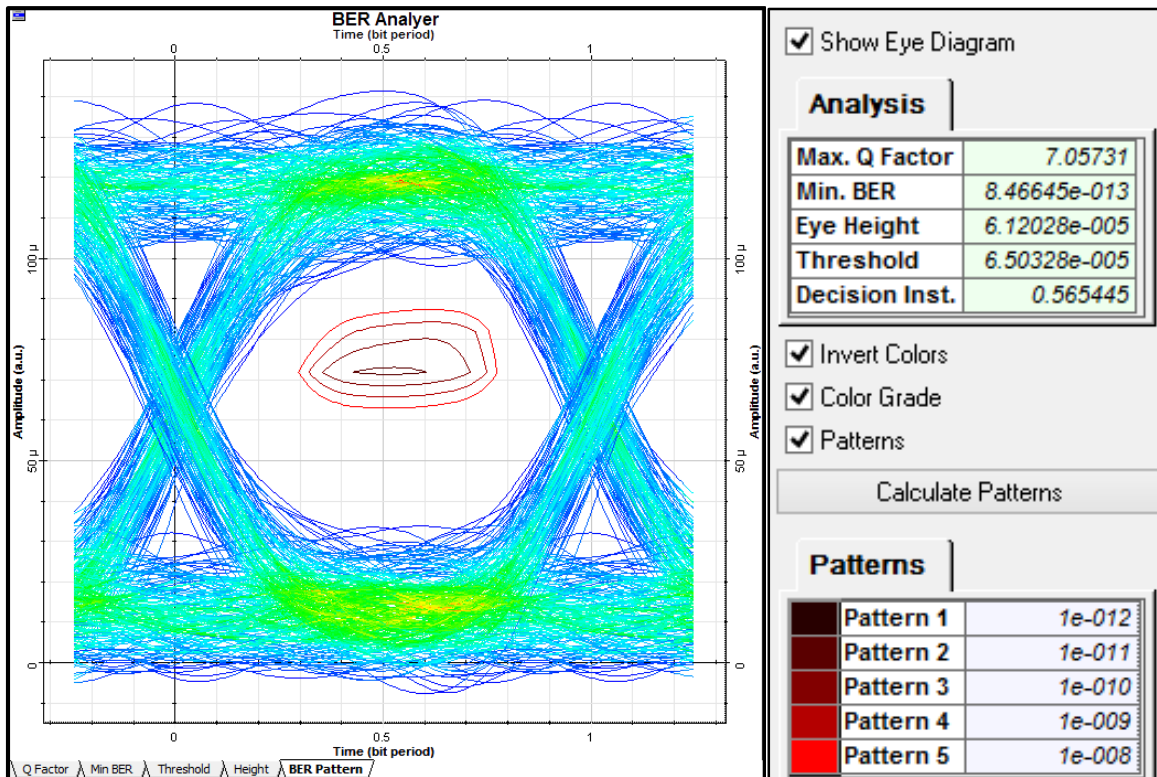 BER Analyer
Time (bit period)
0 0.5 1
Amplitude (a.u.)
100 µ
50 µ
0
Amplitude (a.u.)
100 µ
50 µ
0
0 0.5 1
Time (bit period)
Q Factor Min BER Threshold Height BER Pattern
Show Eye Diagram
Analysis
Max. Q Factor 7.05731
Min. BER 8.46645e-013
Eye Height 6.12028e-005
Threshold 6.50328e-005
Decision Inst. 0.565445
Invert Colors
Color Grade
Patterns
Calculate Patterns
Patterns
Pattern 1 1e-012
Pattern 2 1e-011
Pattern 3 1e-010
Pattern 4 1e-009
Pattern 5 1e-008